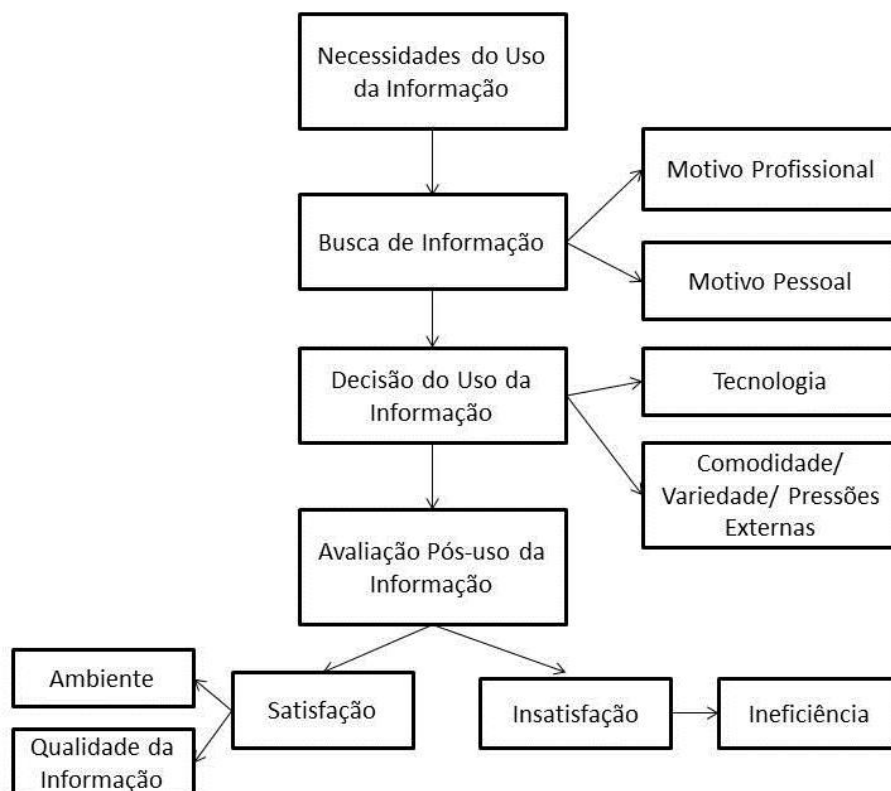 Necessidades do Uso
da Informação
Motivo Profissional
Busca de Informação
Motivo Pessoal
Decisão do Uso da
Informação
Tecnologia
Comodidade/
Variedade/ Pressões
Externas
Avaliação Pós-uso da
Informação
Ambiente
Satisfação
Insatisfação
Ineficiência
Qualidade da
Informação